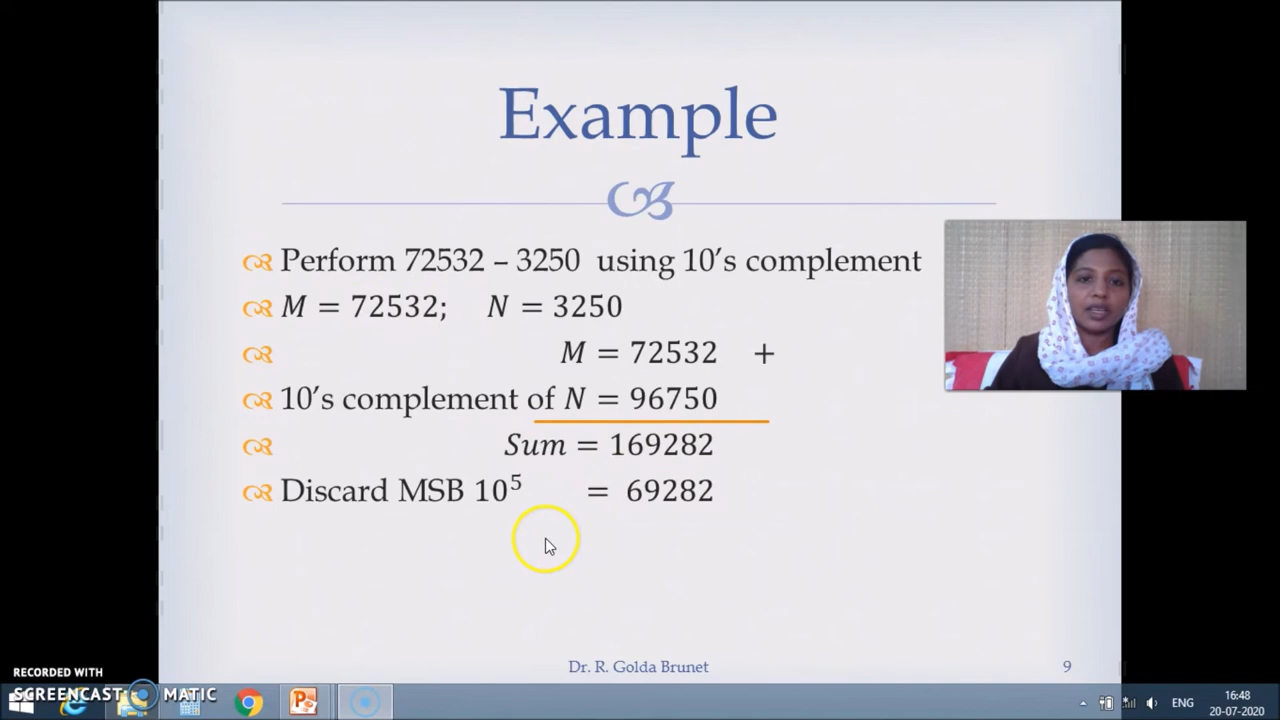 Example
Perform 72532 – 3250 using 10's complement
M = 72532; N = 3250
M = 72532 +
10's complement of N = 96750
Sum = 169282
Discard MSB 10⁵ = 69282
Dr. R. Golda Brunet
9
RECORDED WITH
SCREENCAST MATIC
ENG
16:48
20-07-2020